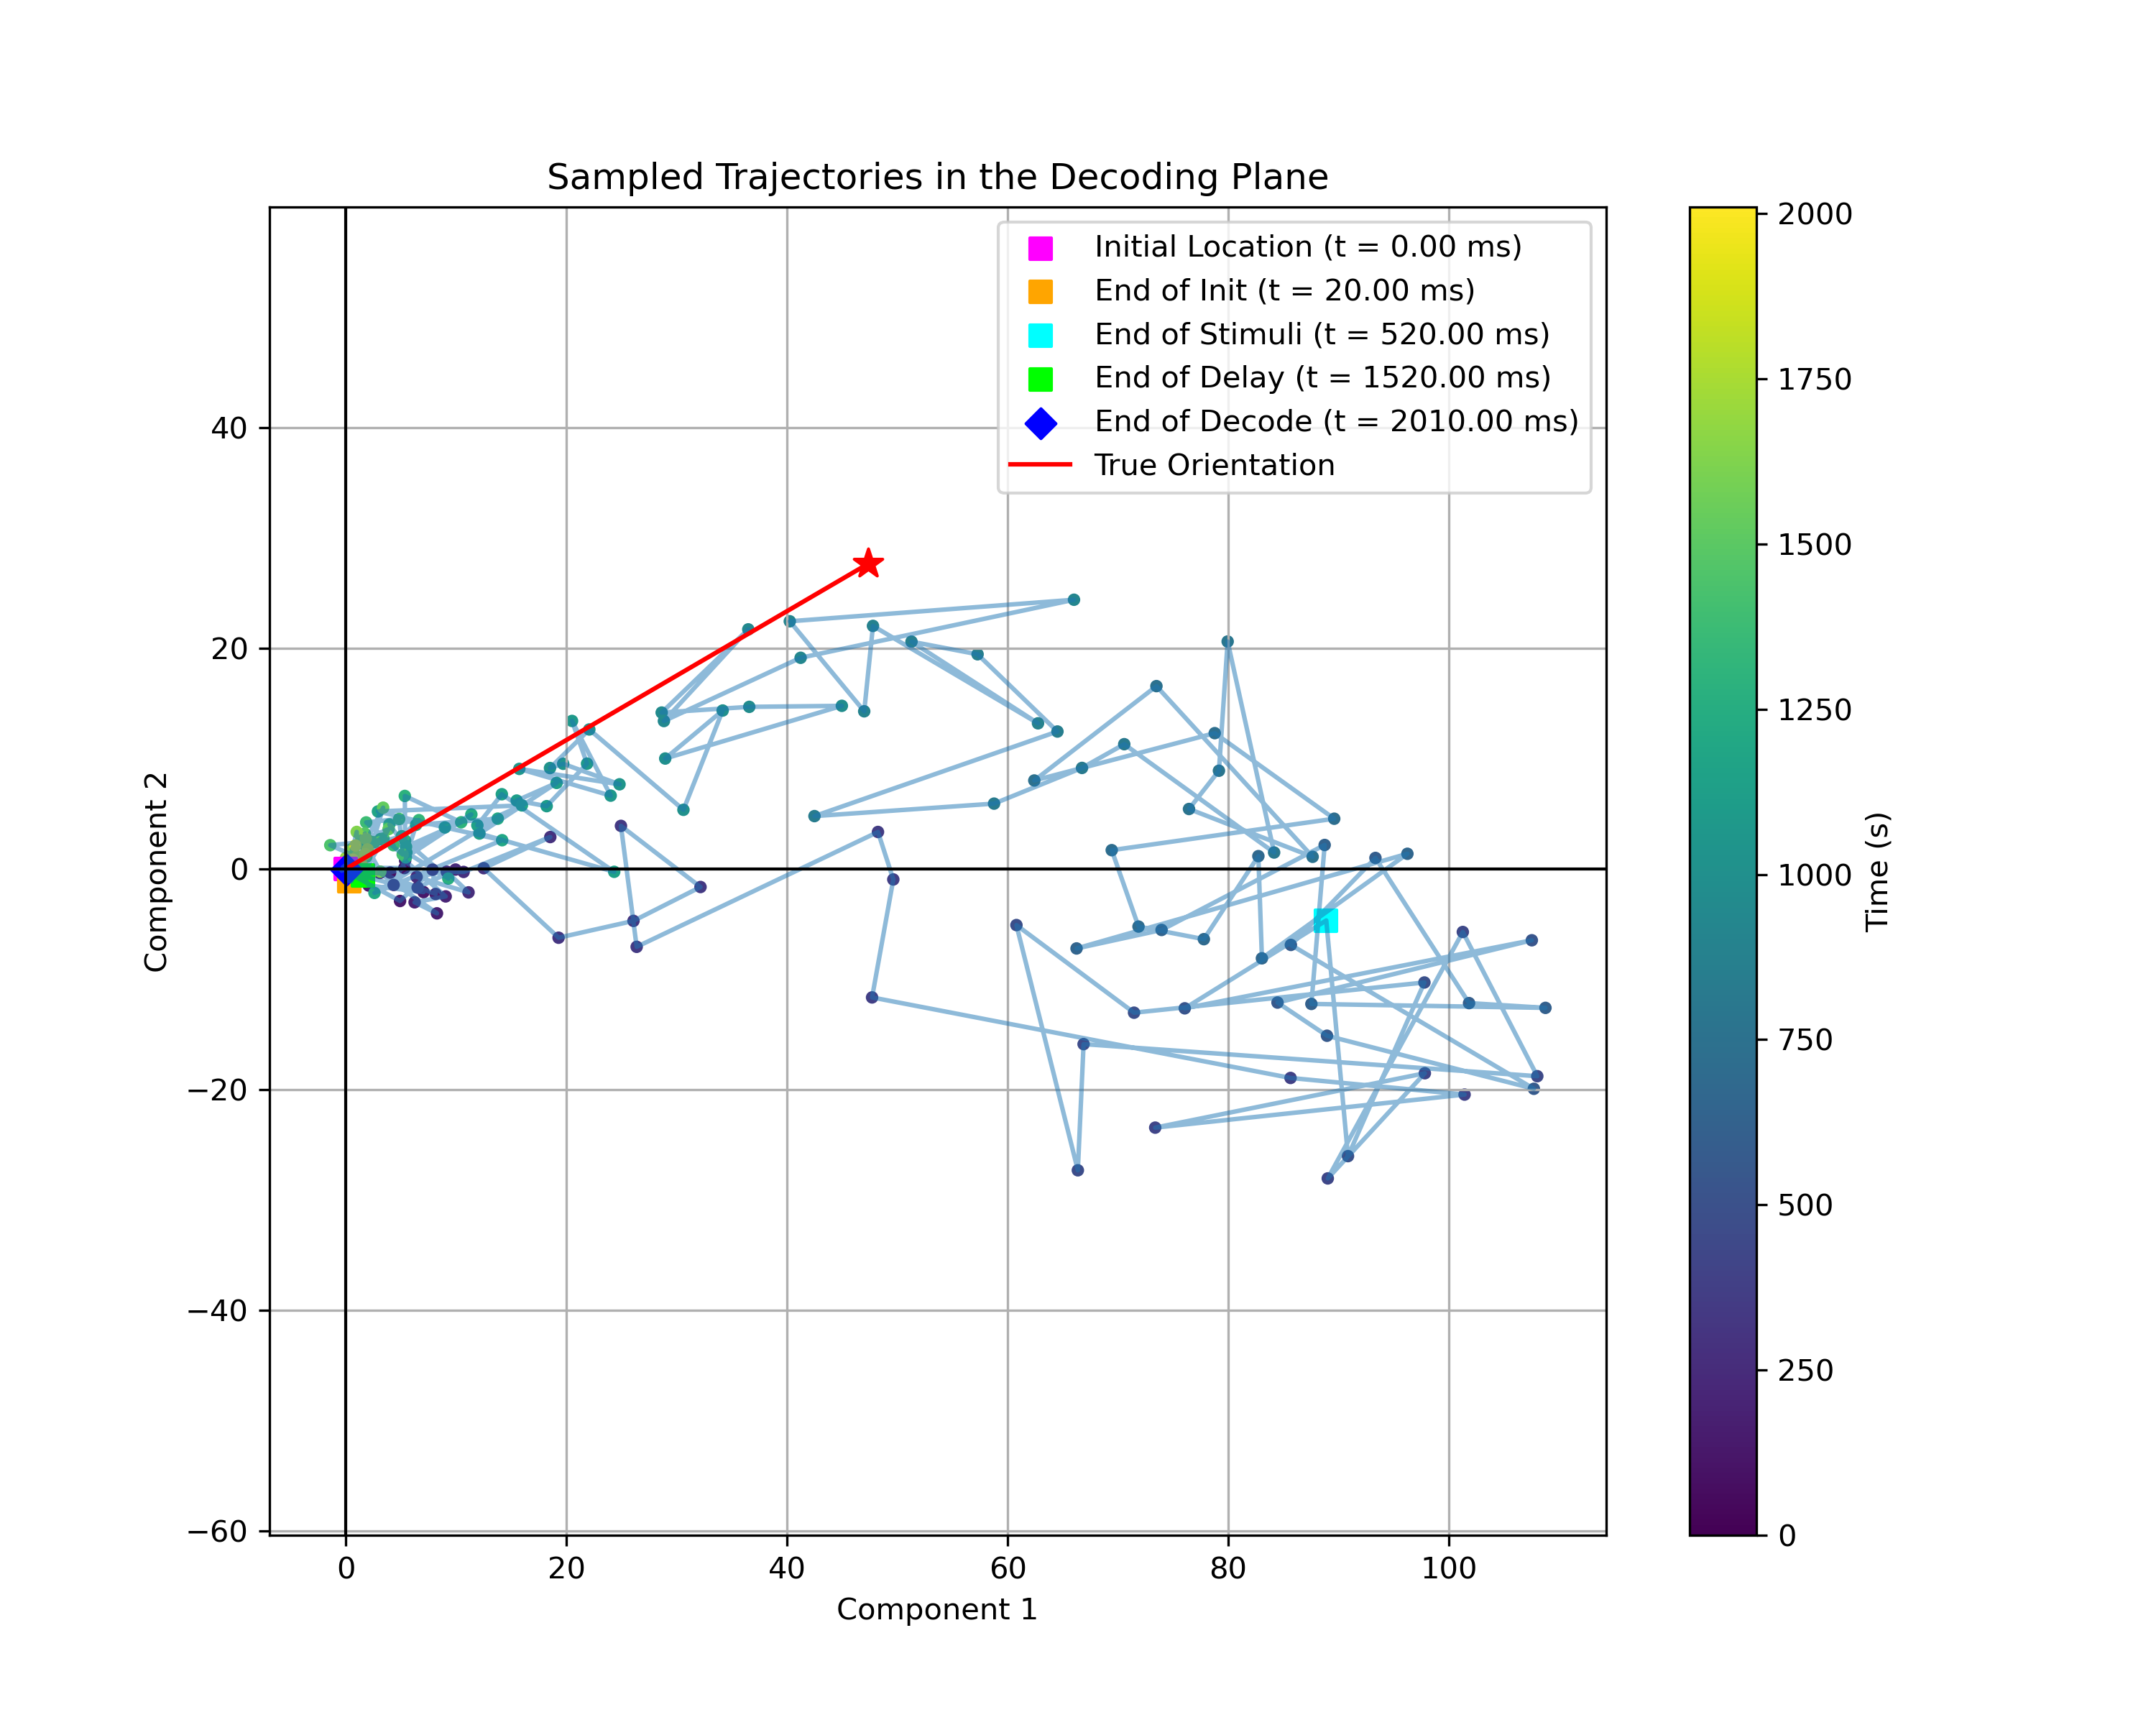 Sampled Trajectories in the Decoding Plane
Initial Location (t = 0.00 ms)
End of Init (t = 20.00 ms)
End of Stimuli (t = 520.00 ms)
End of Delay (t = 1520.00 ms)
End of Decode (t = 2010.00 ms)
True Orientation
40
20
0
−20
−40
−60
Component 2
0 20 40 60 80 100
Component 1
2000
1750
1500
1250
1000
750
500
250
0
Time (s)